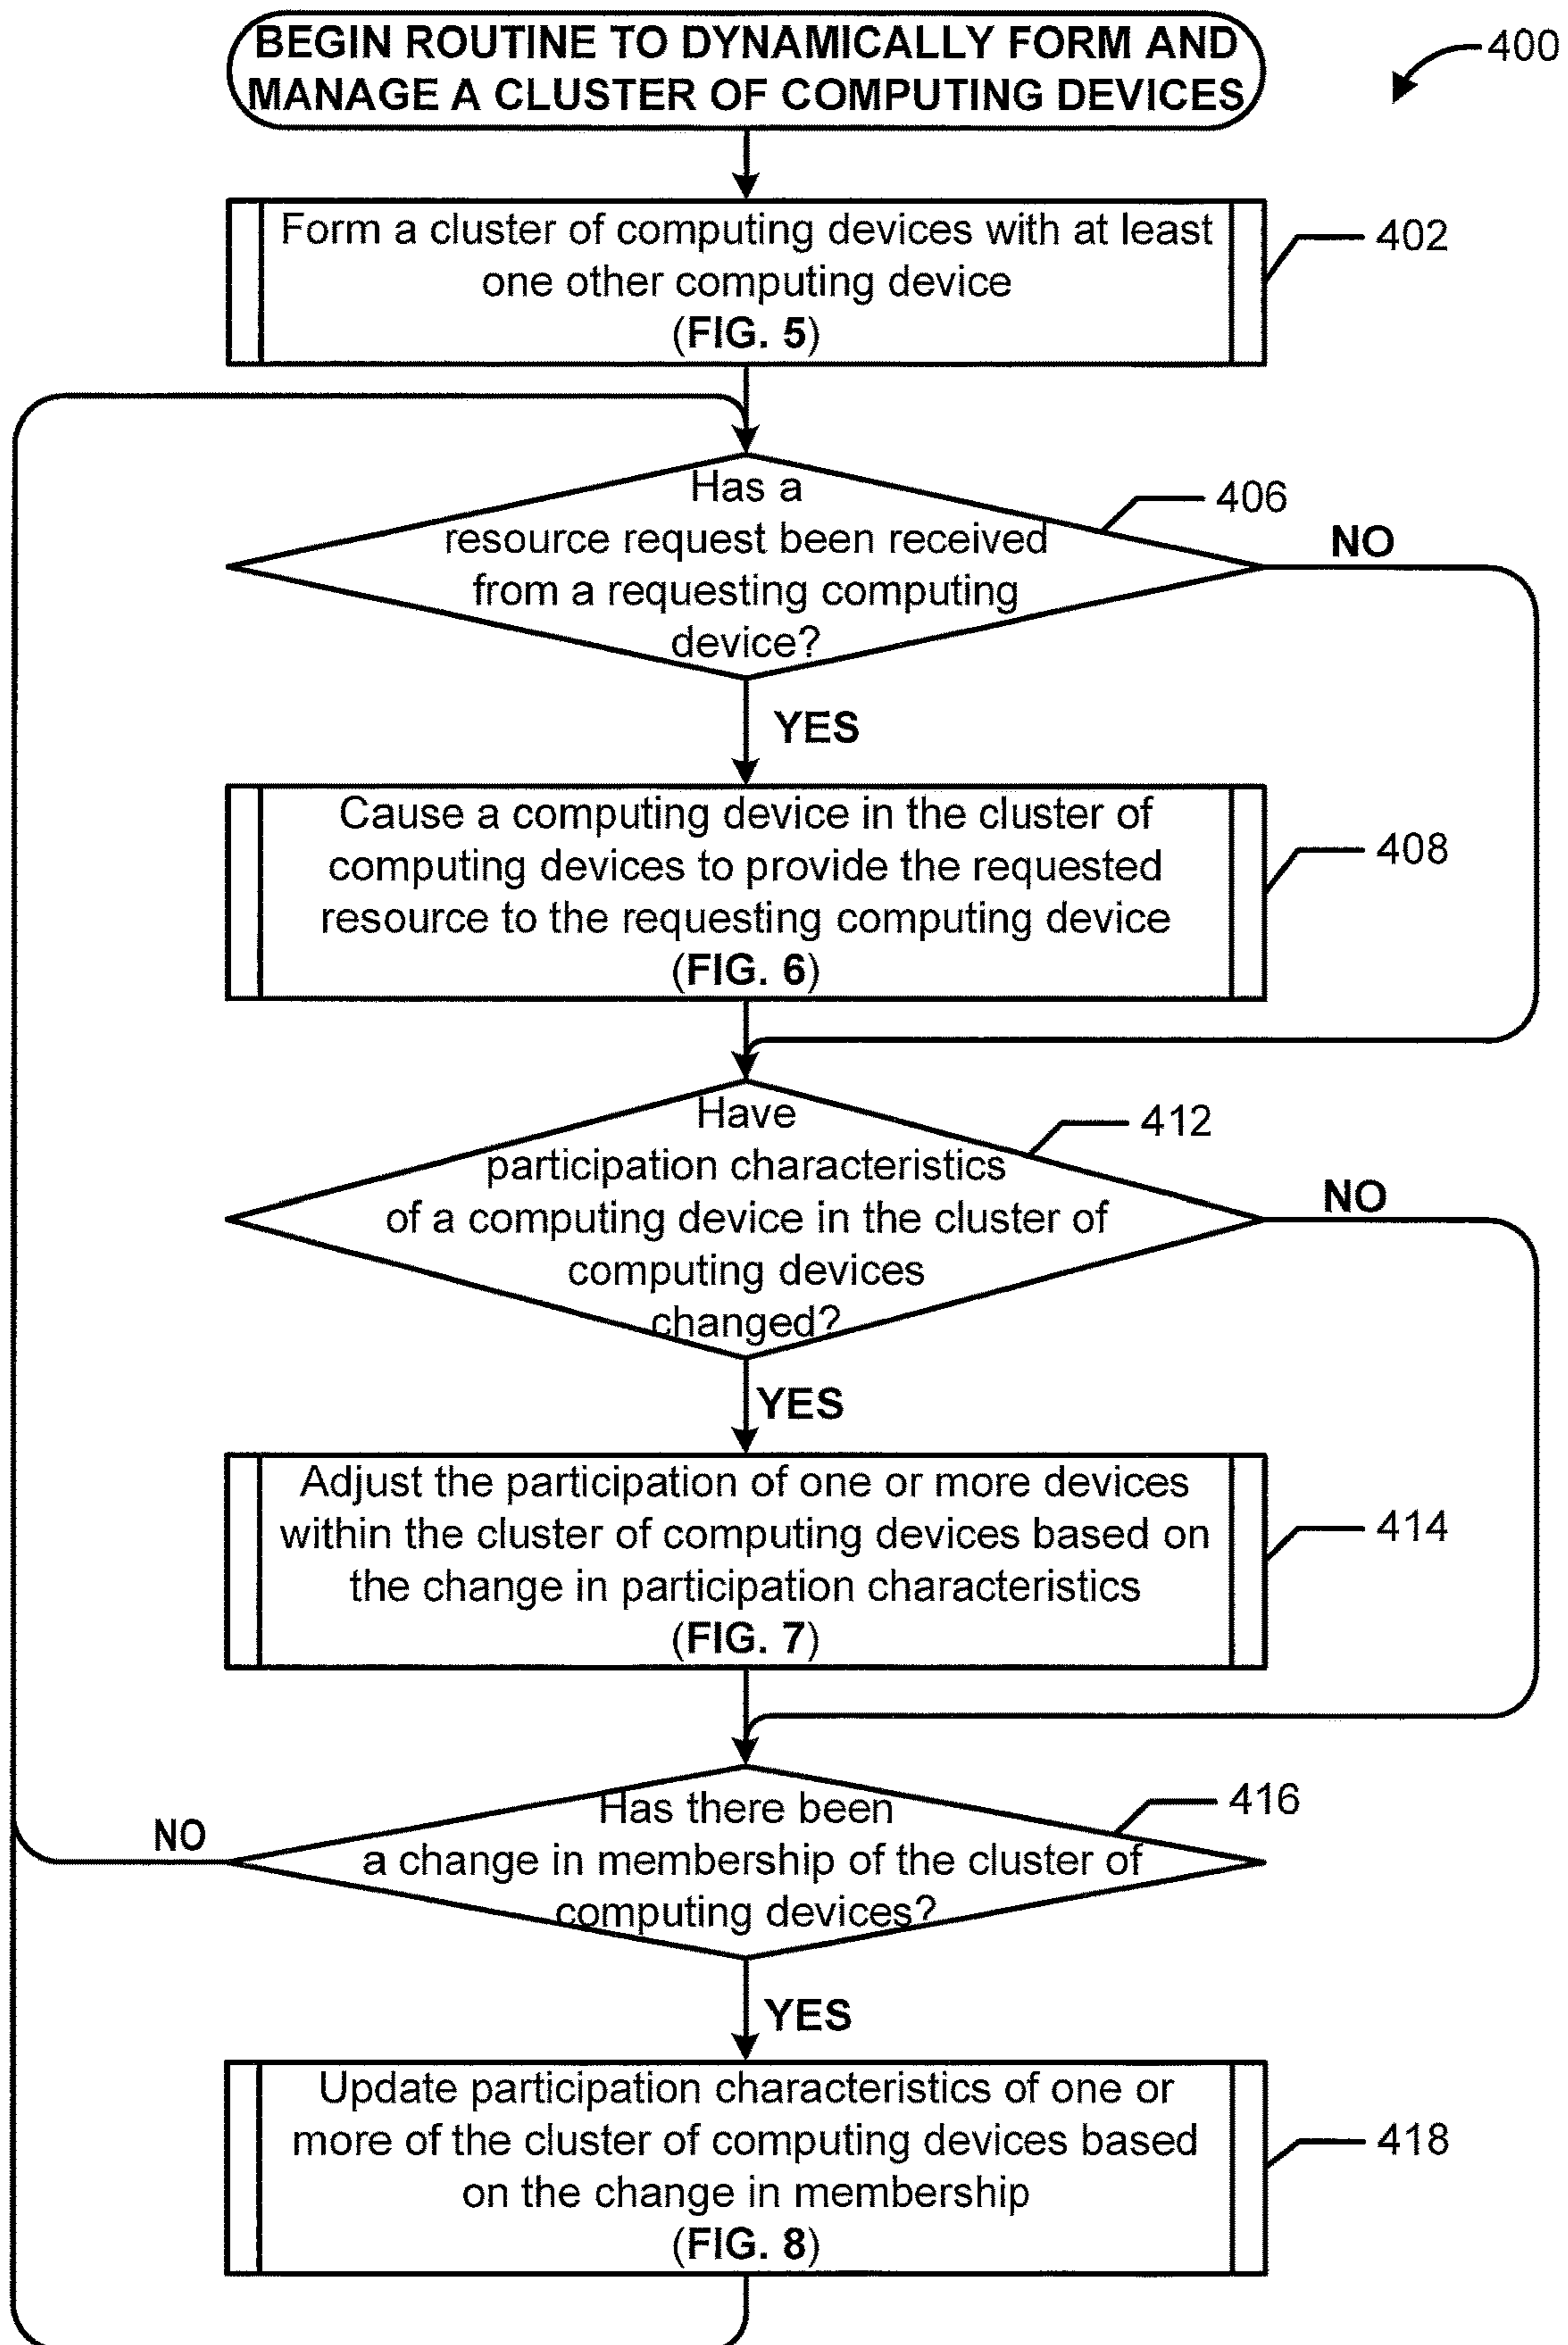 BEGIN ROUTINE TO DYNAMICALLY FORM AND
MANAGE A CLUSTER OF COMPUTING DEVICES
400
Form a cluster of computing devices with at least
one other computing device
(FIG. 5)
402
Has a
resource request been received
from a requesting computing
device?
406
NO
YES
Cause a computing device in the cluster of
computing devices to provide the requested
resource to the requesting computing device
(FIG. 6)
408
Have
participation characteristics
of a computing device in the cluster of
computing devices
changed?
412
NO
YES
Adjust the participation of one or more devices
within the cluster of computing devices based on
the change in participation characteristics
(FIG. 7)
414
Has there been
a change in membership of the cluster of
computing devices?
416
NO
YES
Update participation characteristics of one or
more of the cluster of computing devices based
on the change in membership
(FIG. 8)
418